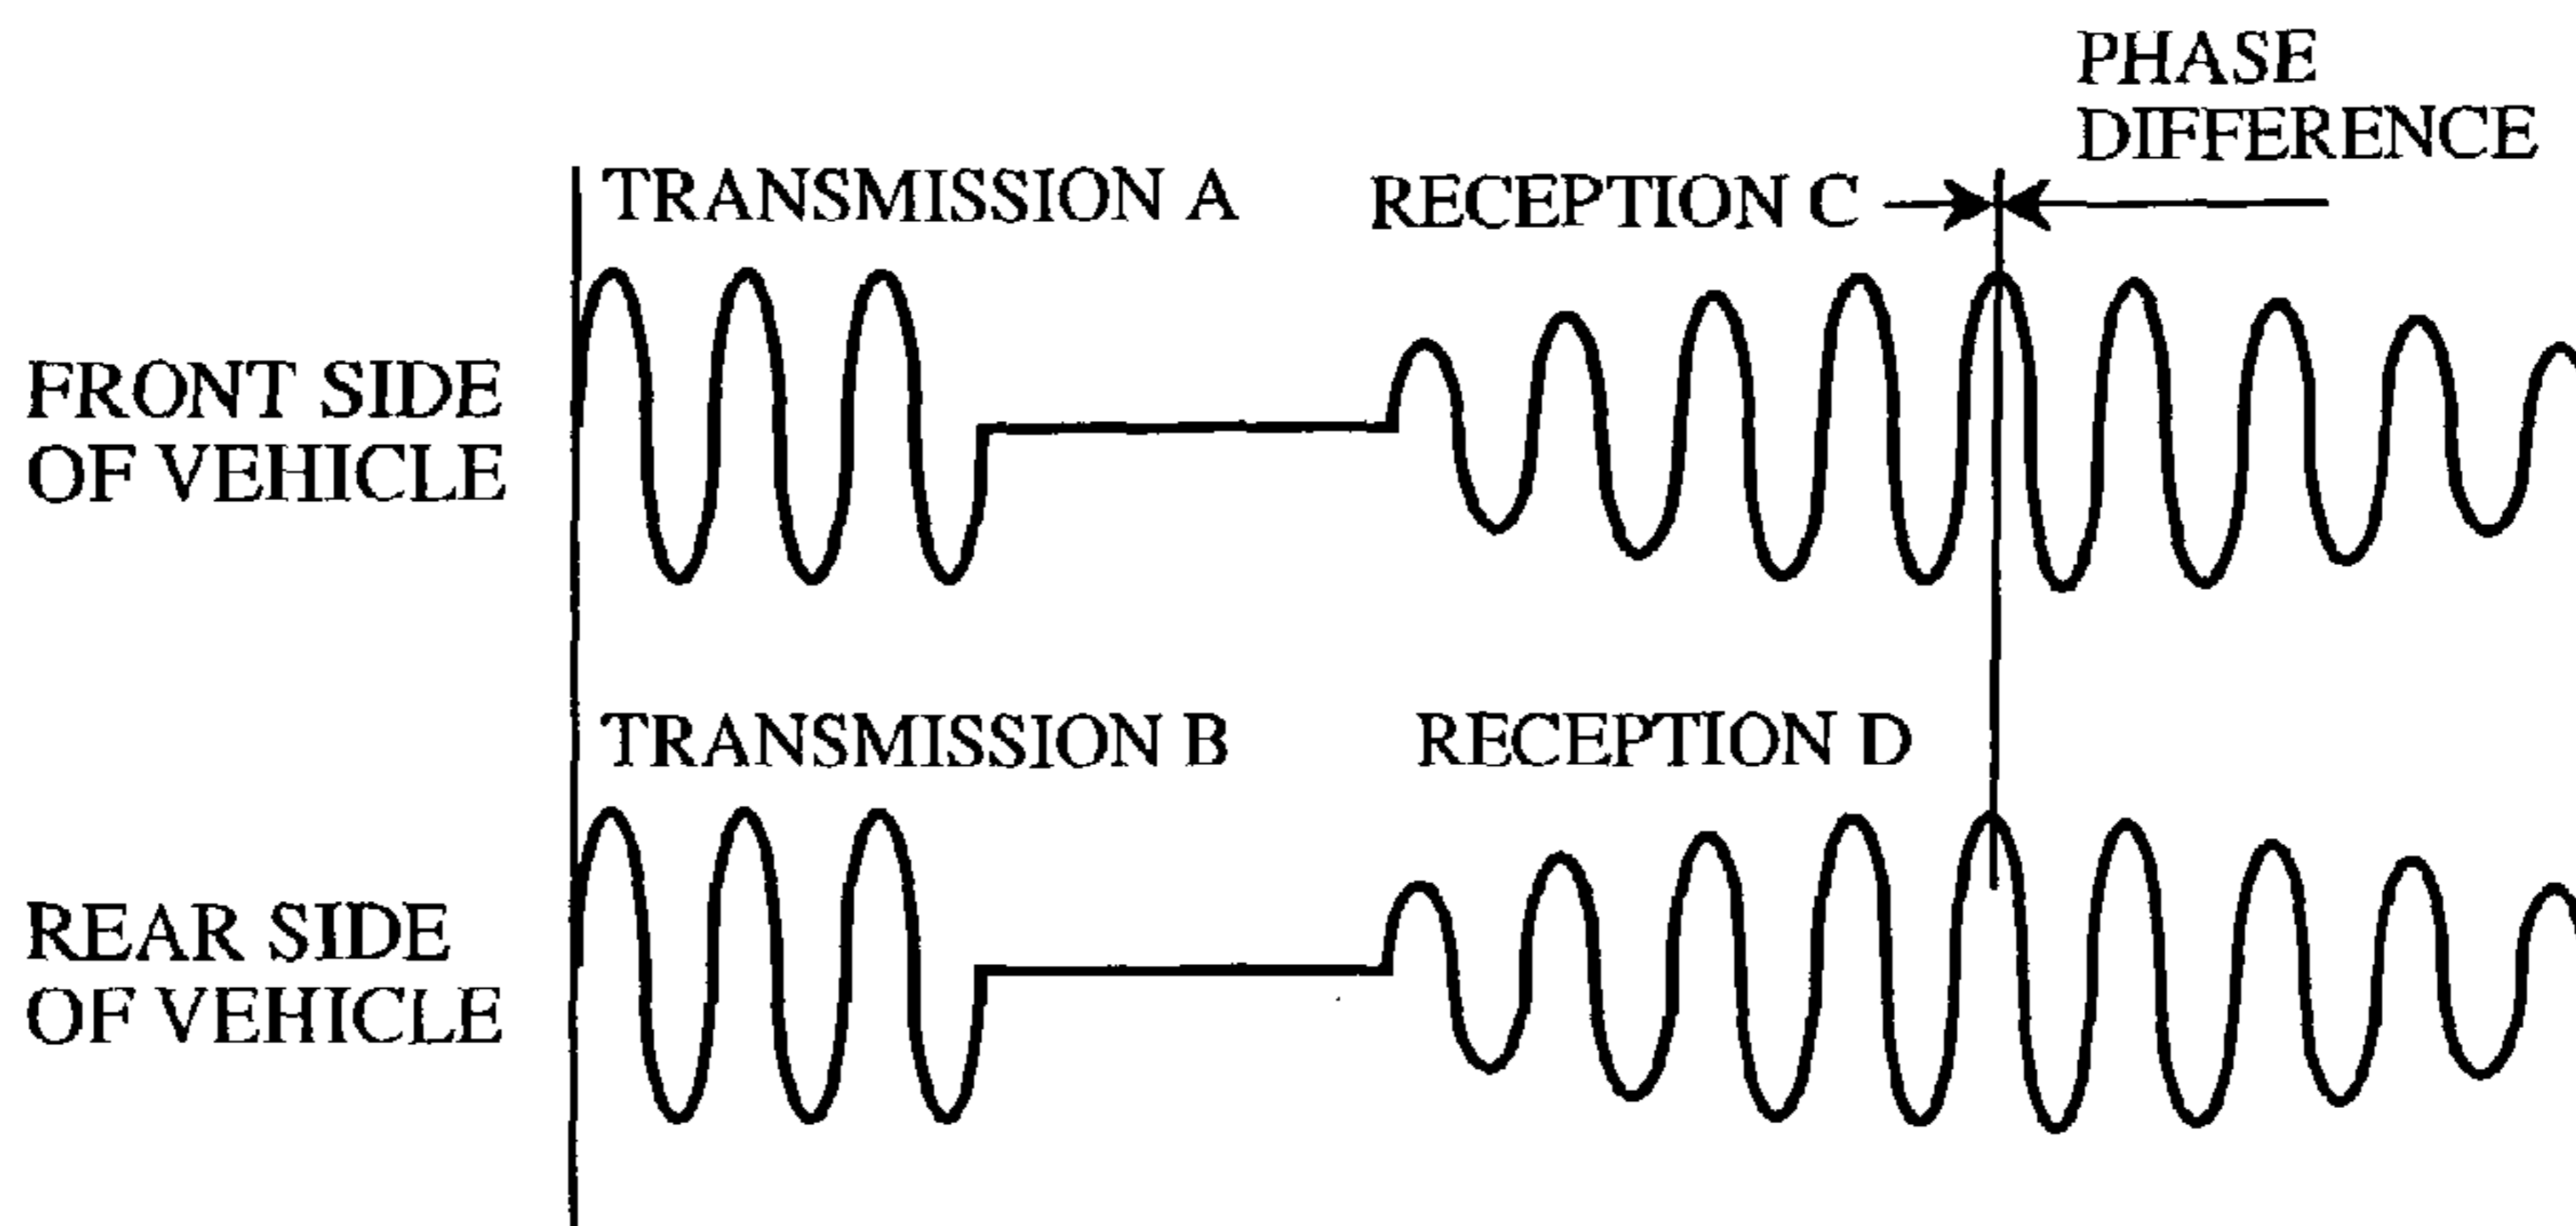 PHASE
DIFFERENCE
TRANSMISSION A
RECEPTION C
FRONT SIDE
OF VEHICLE
TRANSMISSION B
RECEPTION D
REAR SIDE
OF VEHICLE